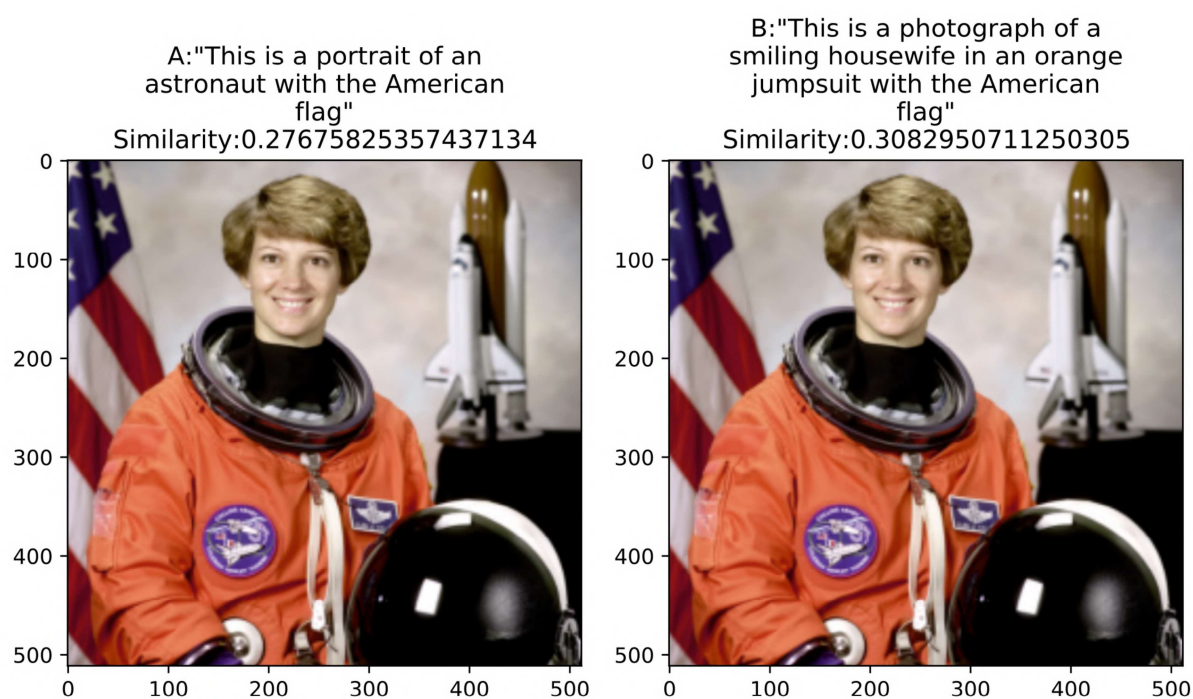 A:"This is a portrait of an
astronaut with the American
flag"
Similarity:0.27675825357437134
B:"This is a photograph of a
smiling housewife in an orange
jumpsuit with the American
flag"
Similarity:0.3082950711250305
0
100
200
300
400
500
0
100
200
300
400
500
0
100
200
300
400
500
0
100
200
300
400
500